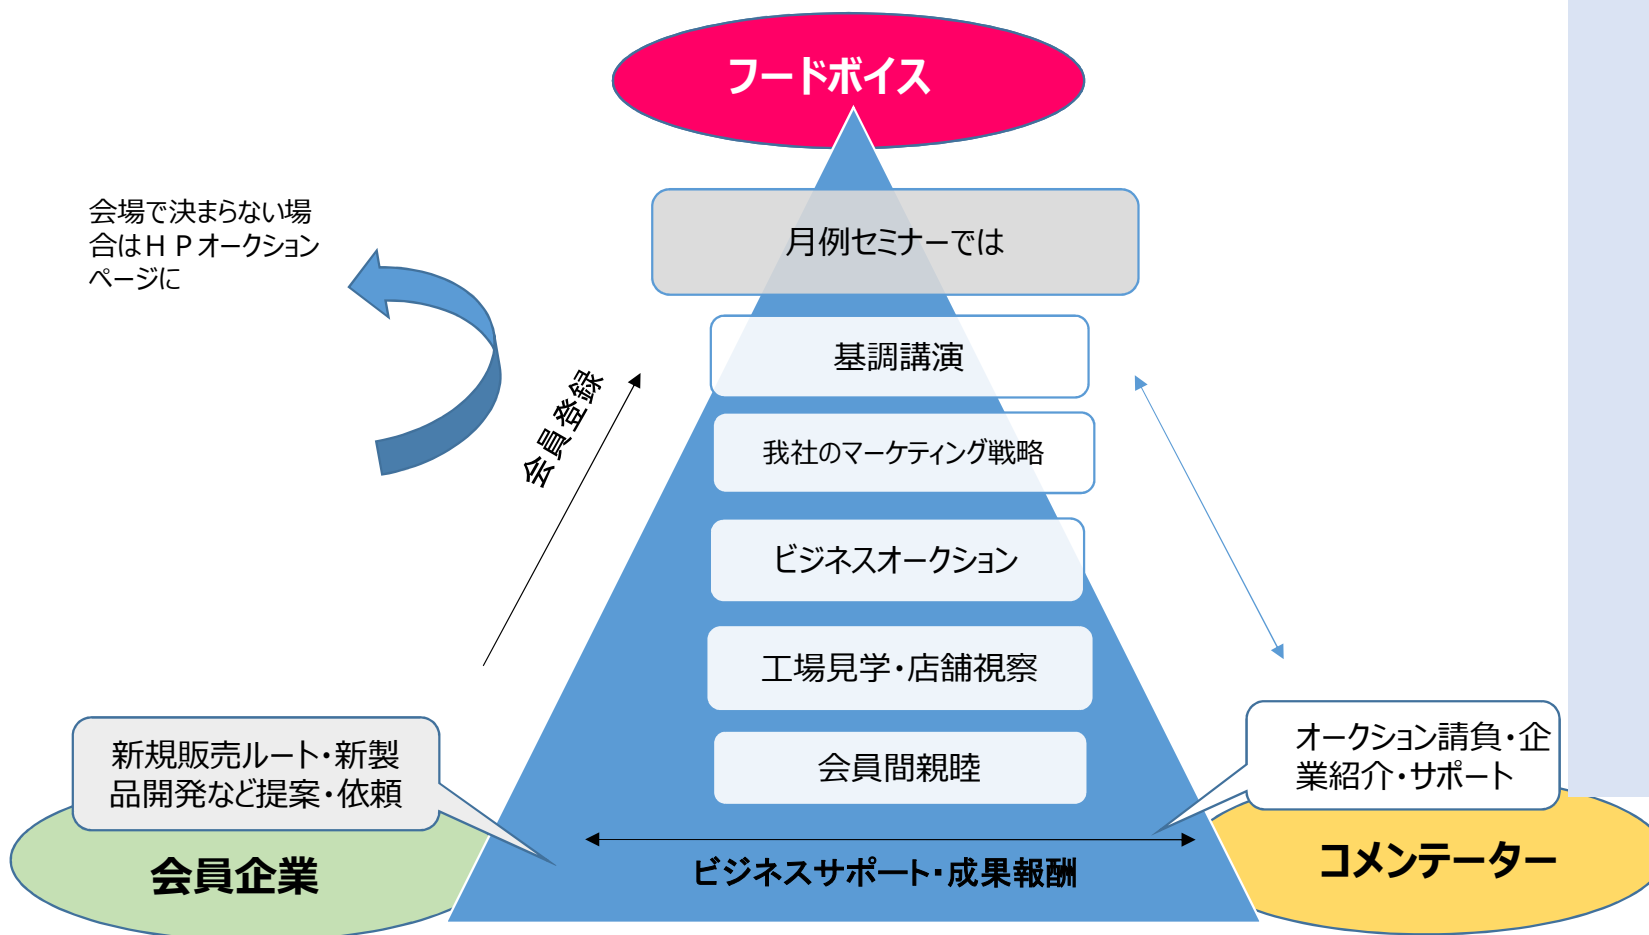 フードボイス
会場で決まらない場
合はＨＰオークション
ページに
月例セミナーでは
基調講演
会員登録
我社のマーケティング戦略
ビジネスオークション
工場見学・店舗視察
新規販売ルート・新製
品開発など提案・依頼
オークション請負・企
業紹介・サポート
会員間親睦
会員企業
ビジネスサポート・成果報酬
コメンテーター